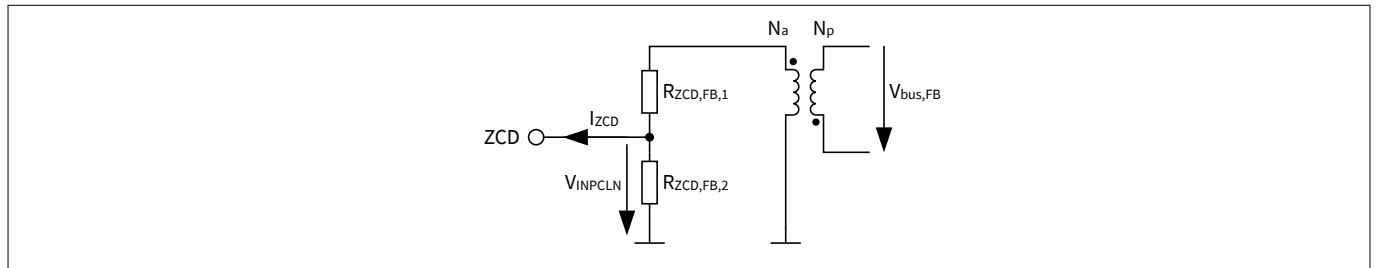 Na Np
RZCD,FB,1
Vbus,FB
IZCD
ZCD
VINPCLN
RZCD,FB,2